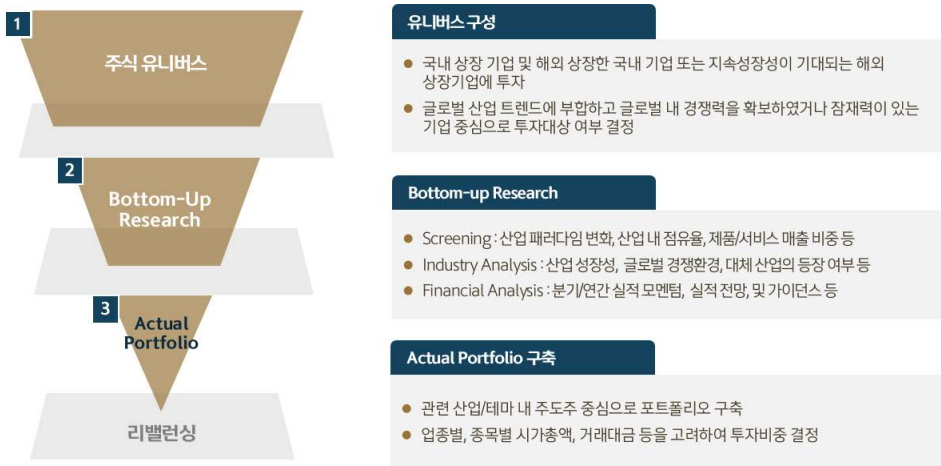 1
주식 유니버스
2
Bottom-Up
Research
3
Actual
Portfolio
리밸런싱
유니버스 구성
● 국내 상장 기업 및 해외 상장한 국내 기업 또는 지속성장성이 기대되는 해외
상장기업에 투자
● 글로벌 산업 트렌드에 부합하고 글로벌 내 경쟁력을 확보하였거나 잠재력이 있는
기업 중심으로 투자대상 여부 결정
Bottom-up Research
● Screening : 산업 패러다임 변화, 산업 내 점유율, 제품/서비스 매출 비중 등
● Industry Analysis : 산업 성장성, 글로벌 경쟁환경, 대체 산업의 등장 여부 등
● Financial Analysis : 분기/연간 실적 모멘텀, 실적 전망, 및 가이던스 등
Actual Portfolio 구축
● 관련 산업/테마 내 주도주 중심으로 포트폴리오 구축
● 업종별, 종목별 시가총액, 거래대금 등을 고려하여 투자비중 결정